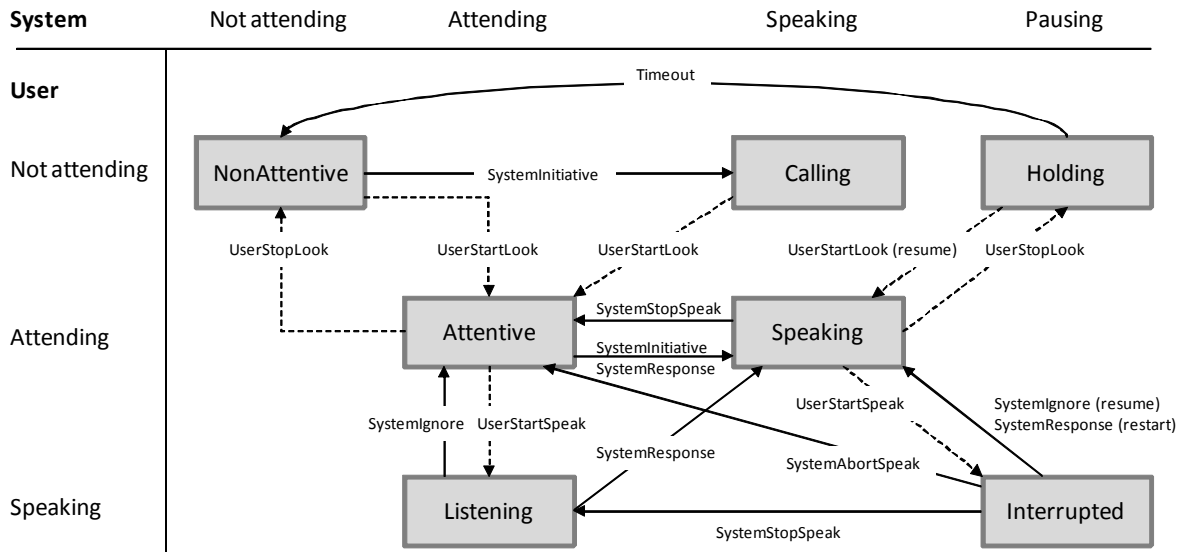 System Not attending Attending Speaking Pausing
User
Timeout
Not attending NonAttentive SystemInitiative Calling Holding
UserStopLook UserStartLook UserStartLook UserStartLook (resume) UserStopLook
SystemStopSpeak
Attending Attentive Speaking
SystemInitiative
SystemResponse
UserStartSpeak SystemIgnore (resume)
SystemIgnore UserStartSpeak SystemResponse (restart)
SystemResponse SystemAbortSpeak
Speaking Listening Interrupted
SystemStopSpeak